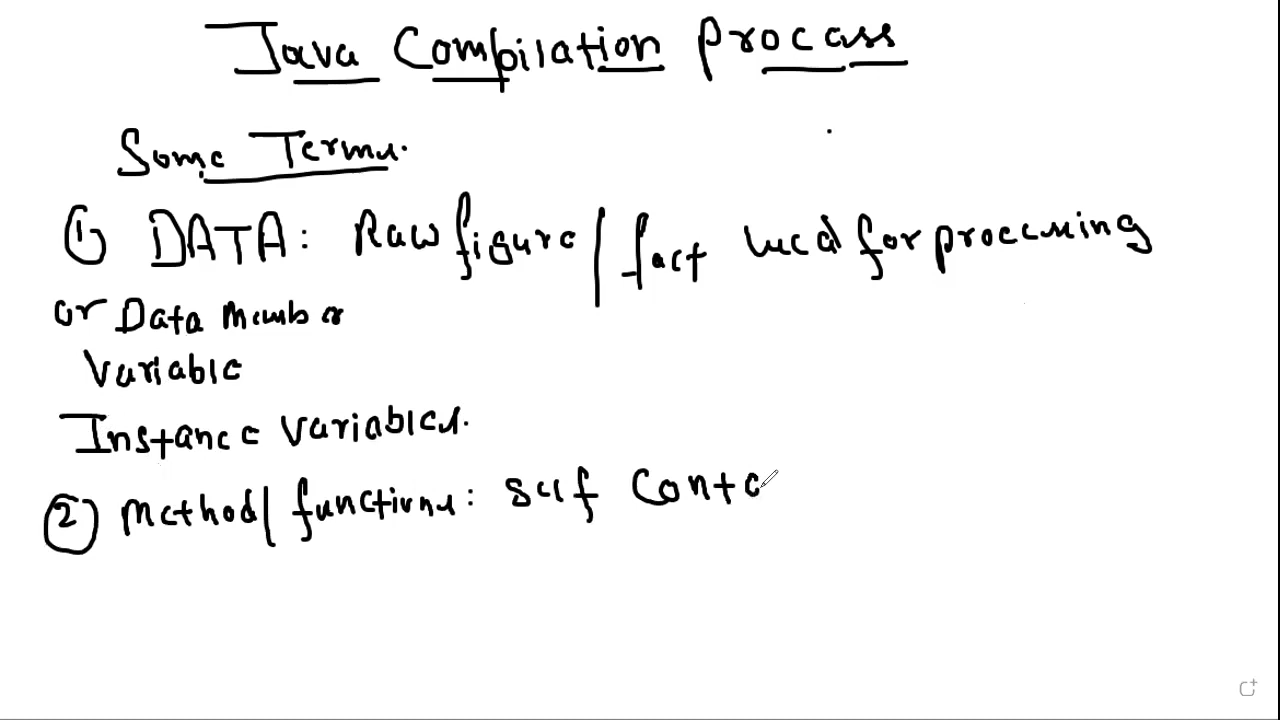 Java Compilation Process
Some Terms.
① DATA: Raw figure / fact used for processing
or Data Member
Variable
Instance Variables.
② Method / functions: self Conta